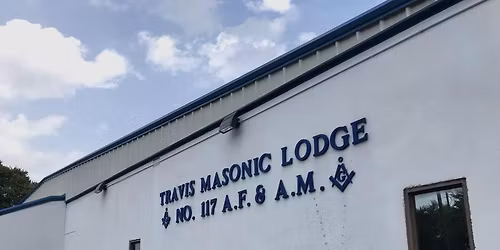 TRAVIS MASONIC LODGE
NO. 117 A.F. & A.M.
G